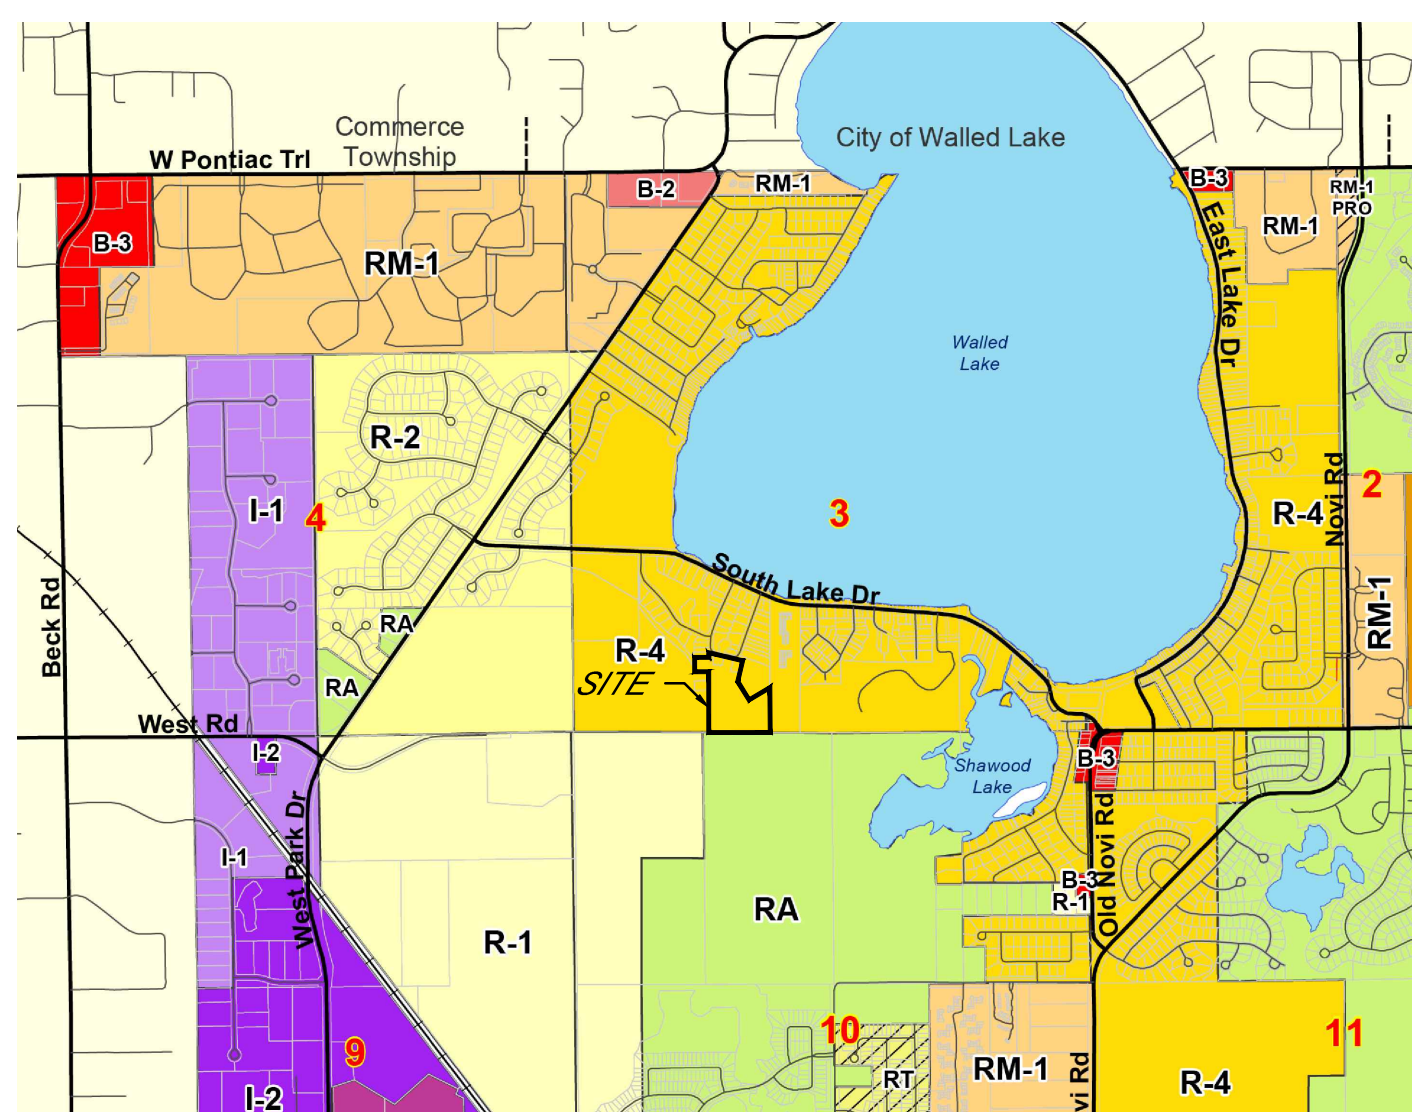 Commerce
Township
W Pontiac Trl
City of Walled Lake
B-2
RM-1
B-3
RM-1
PRO
B-3
RM-1
RM-1
East Lake Dr
Walled
Lake
R-2
I-1
4
3
2
R-4
Novi Rd
South Lake Dr
Beck Rd
RA
RM-1
R-4
SITE
RA
West Rd
I-2
B-3
Shawood
Lake
West Park Dr
Old Novi Rd
I-1
B-3
R-1
RA
R-1
10
11
9
RM-1
RT
R-4
I-2
vi Rd